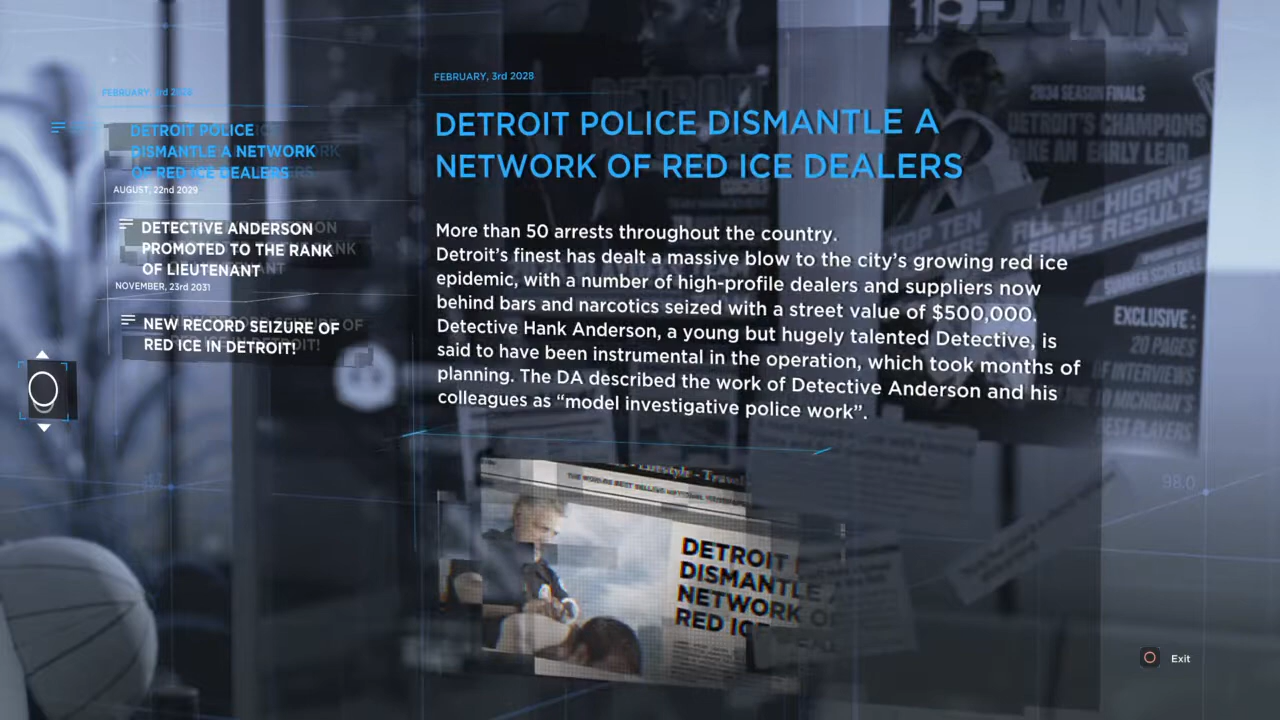 FEBRUARY, 3rd 2028
DETROIT POLICE
DISMANTLE A NETWORK
OF RED ICE DEALERS
AUGUST, 22nd 2029
DETECTIVE ANDERSON
PROMOTED TO THE RANK
OF LIEUTENANT
NOVEMBER, 23rd 2031
NEW RECORD SEIZURE OF
RED ICE IN DETROIT!
FEBRUARY, 3rd 2028
DETROIT POLICE DISMANTLE A
NETWORK OF RED ICE DEALERS
More than 50 arrests throughout the country.
Detroit's finest has dealt a massive blow to the city's growing red ice
epidemic, with a number of high-profile dealers and suppliers now
behind bars and narcotics seized with a street value of $500,000.
Detective Hank Anderson, a young but hugely talented Detective, is
said to have been instrumental in the operation, which took months of
planning. The DA described the work of Detective Anderson and his
colleagues as “model investigative police work”.
2034 SEASON FINALS
DETROIT'S CHAMPIONS
AN EARLY LEAD
TOP TEN
ALL MICHIGAN'S
RESULTS
SUMMER SCHEDULE
EXCLUSIVE :
20 PAGES
OF INTERVIEWS
MICHIGAN'S
BEST PLAYERS
98.0
Lifestyle - Travel
DETROIT
DISMANTLE
NETWORK
RED
Exit